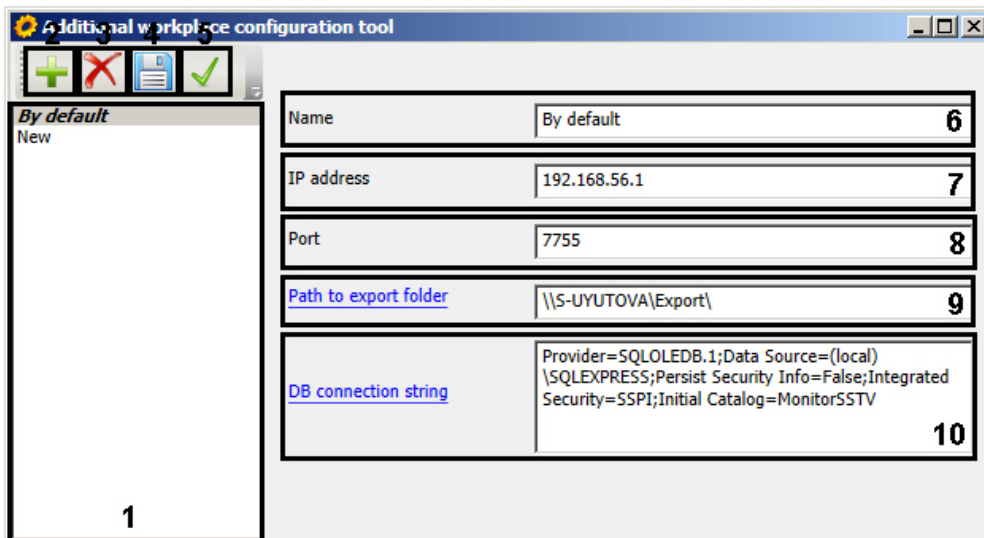 Additional workplace configuration tool
2 3 4 5
By default
New
1
Name
By default
6
IP address
192.168.56.1
7
Port
7755
8
Path to export folder
\\S-UYUTOVA\Export\
9
DB connection string
Provider=SQLOLEDB.1;Data Source=(local)
\SQLEXPRESS;Persist Security Info=False;Integrated
Security=SSPI;Initial Catalog=MonitorSSTV
10